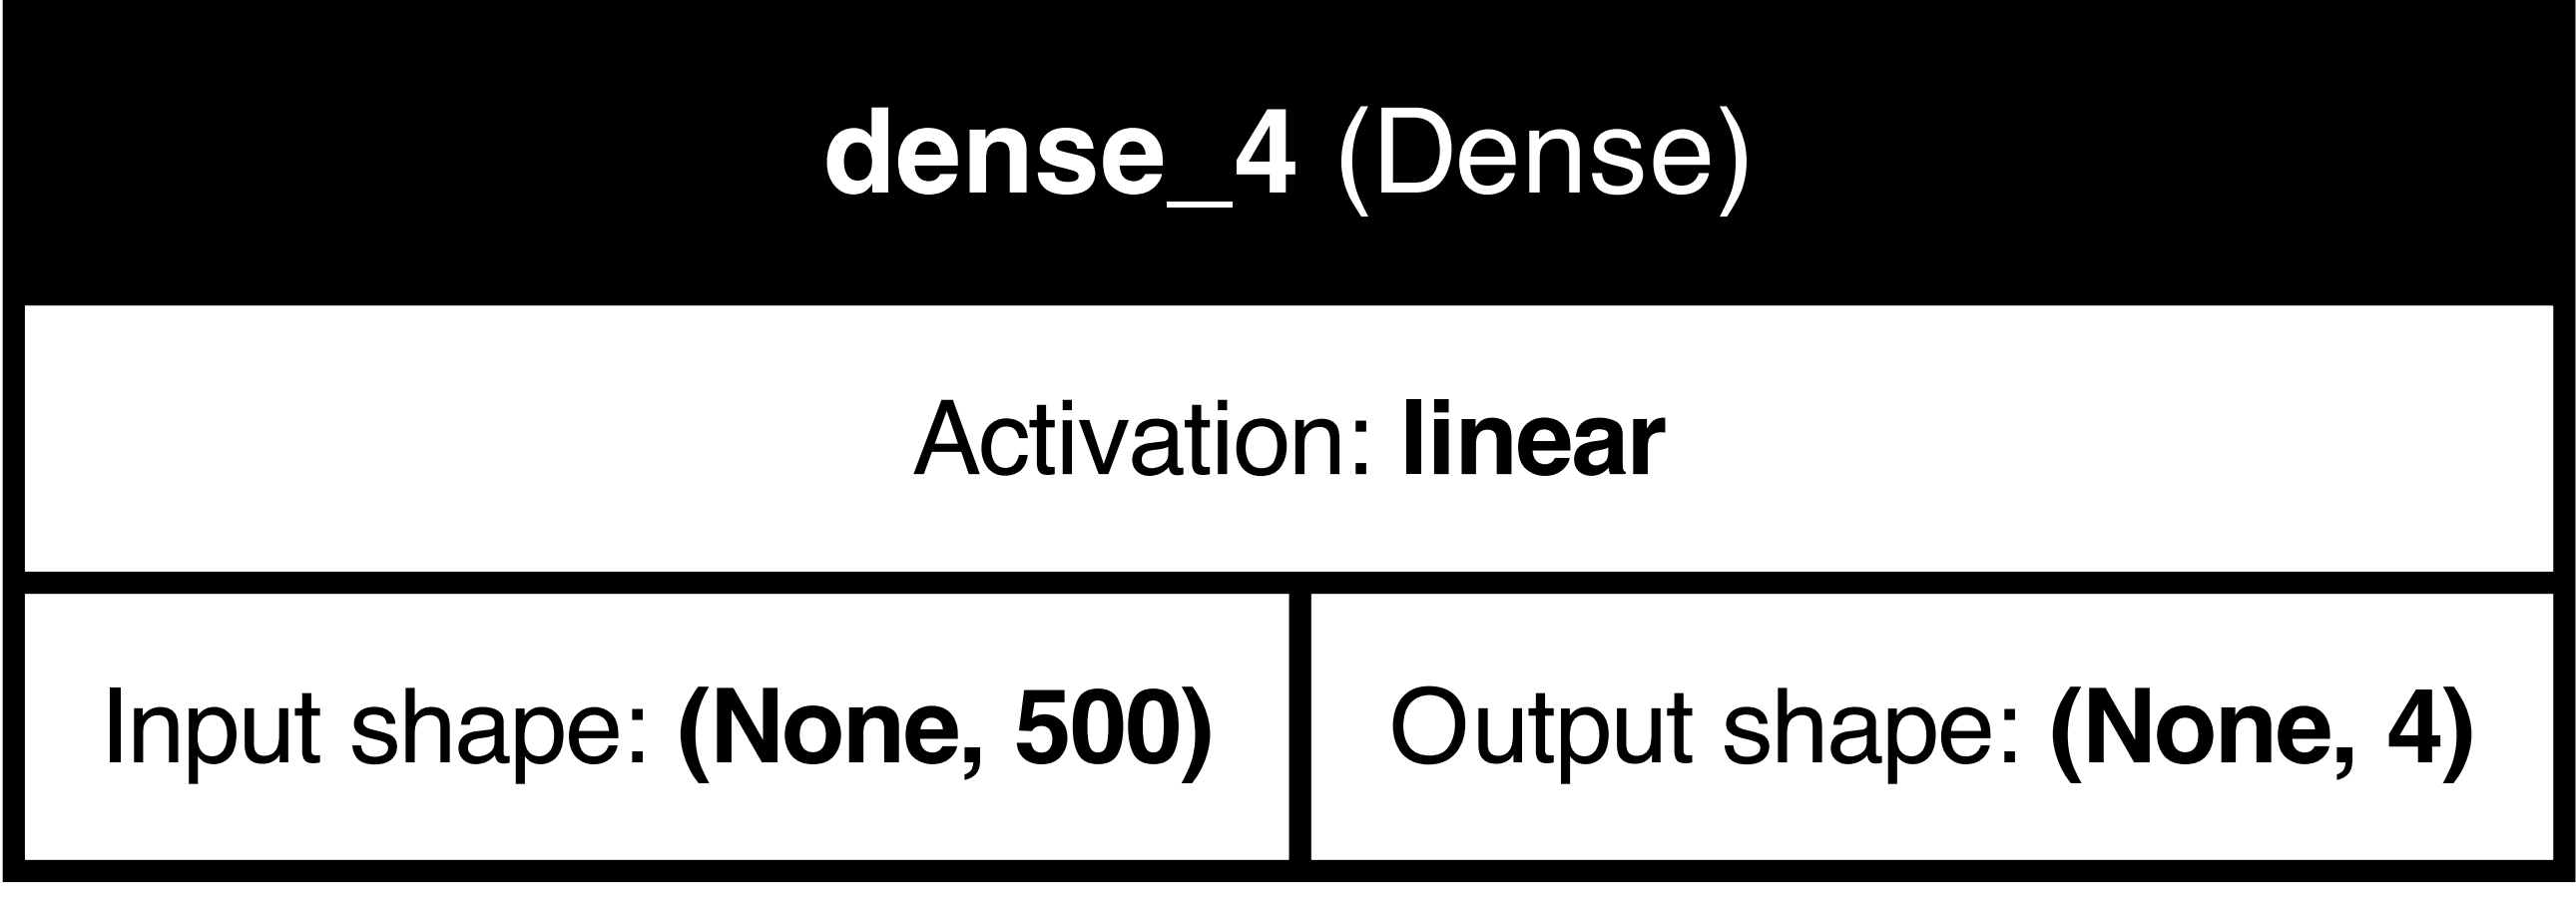 dense_4 (Dense)
Activation: linear
Input shape: (None, 500)
Output shape: (None, 4)